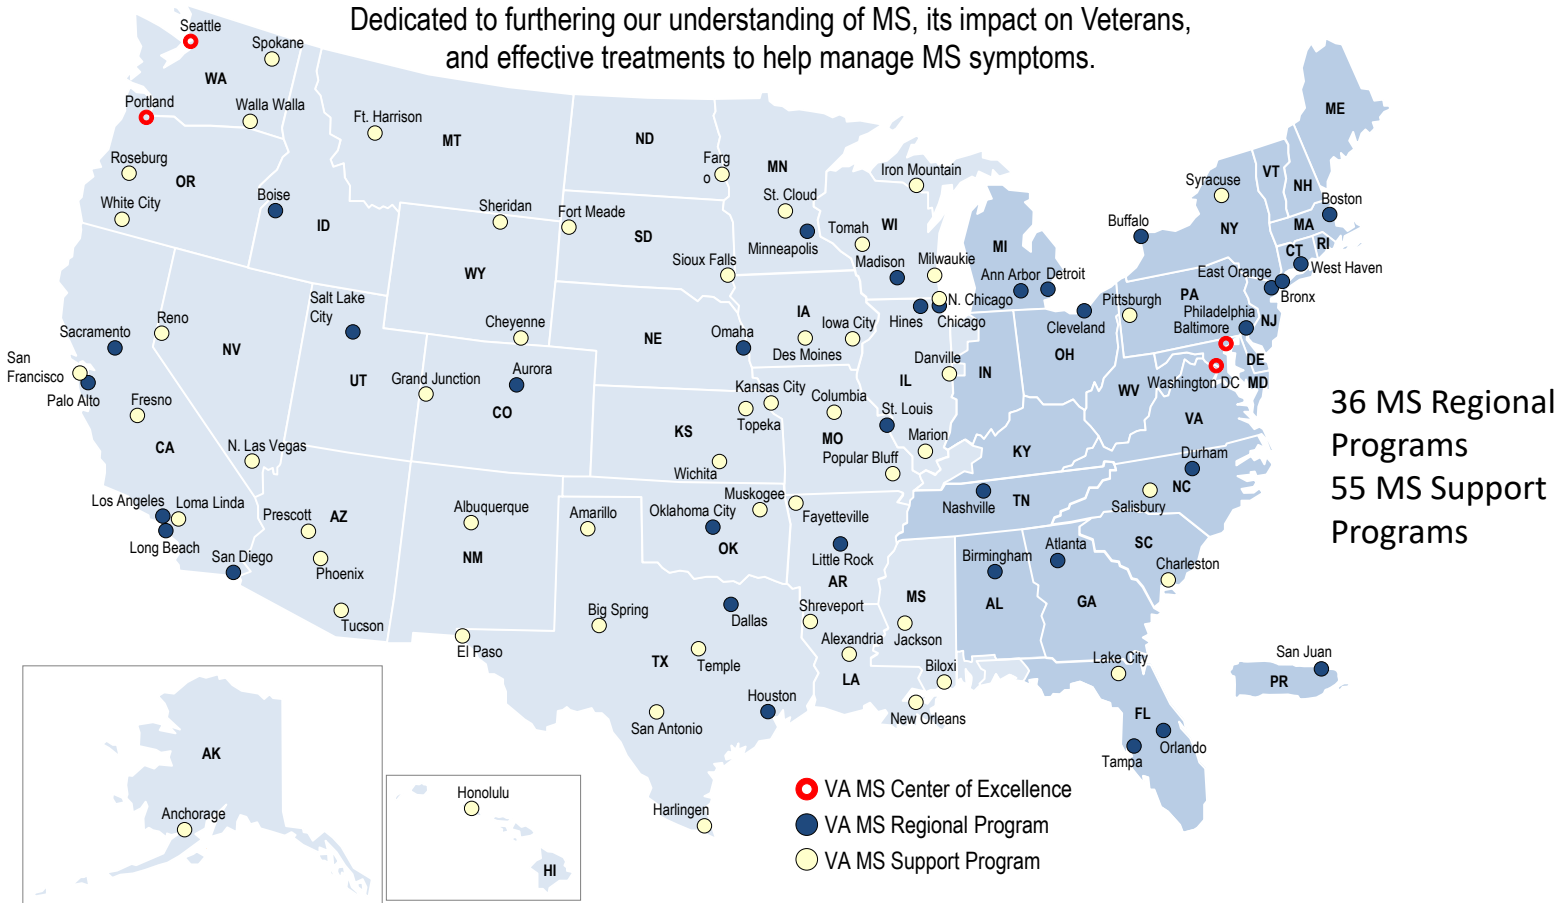 Dedicated to furthering our understanding of MS, its impact on Veterans,
and effective treatments to help manage MS symptoms.
Seattle
Spokane
WA
Portland
Walla Walla
Ft. Harrison
MT
ND
Farg
o
MN
Iron Mountain
ME
Roseburg
OR
White City
Boise
ID
Sheridan
Fort Meade
SD
St. Cloud
Minneapolis
Tomah
WI
Syracuse
VT
NH
Boston
Buffalo
NY
MA
RI
CT
WY
Sioux Falls
Madison
Milwaukie
MI
Ann Arbor
Detroit
East Orange
West Haven
Bronx
Salt Lake
City
Cheyenne
NE
Omaha
IA
Iowa City
Des Moines
Hines
N. Chicago
Chicago
Cleveland
Pittsburgh
PA
Philadelphia
Baltimore
NJ
Sacramento
Reno
NV
San
Francisco
Palo Alto
Fresno
CA
UT
Grand Junction
Aurora
CO
Kansas City
Topeka
Columbia
Danville
IL
IN
OH
WV
Washington DC
DE
MD
VA
36 MS Regional
Programs
55 MS Support
Programs
N. Las Vegas
KS
Wichita
MO
St. Louis
Marion
Popular Bluff
KY
Durham
NC
Salisbury
Los Angeles
Loma Linda
Long Beach
San Diego
Prescott
AZ
Phoenix
Tucson
Albuquerque
NM
Amarillo
Oklahoma City
OK
Muskogee
Fayetteville
Little Rock
AR
Nashville
TN
Birmingham
AL
Atlanta
GA
SC
Charleston
El Paso
Big Spring
TX
Dallas
Temple
Shreveport
Alexandria
LA
MS
Jackson
Biloxi
New Orleans
Houston
San Antonio
Harlingen
Lake City
FL
Orlando
Tampa
San Juan
PR
AK
Anchorage
Honolulu
HI
VA MS Center of Excellence
VA MS Regional Program
VA MS Support Program